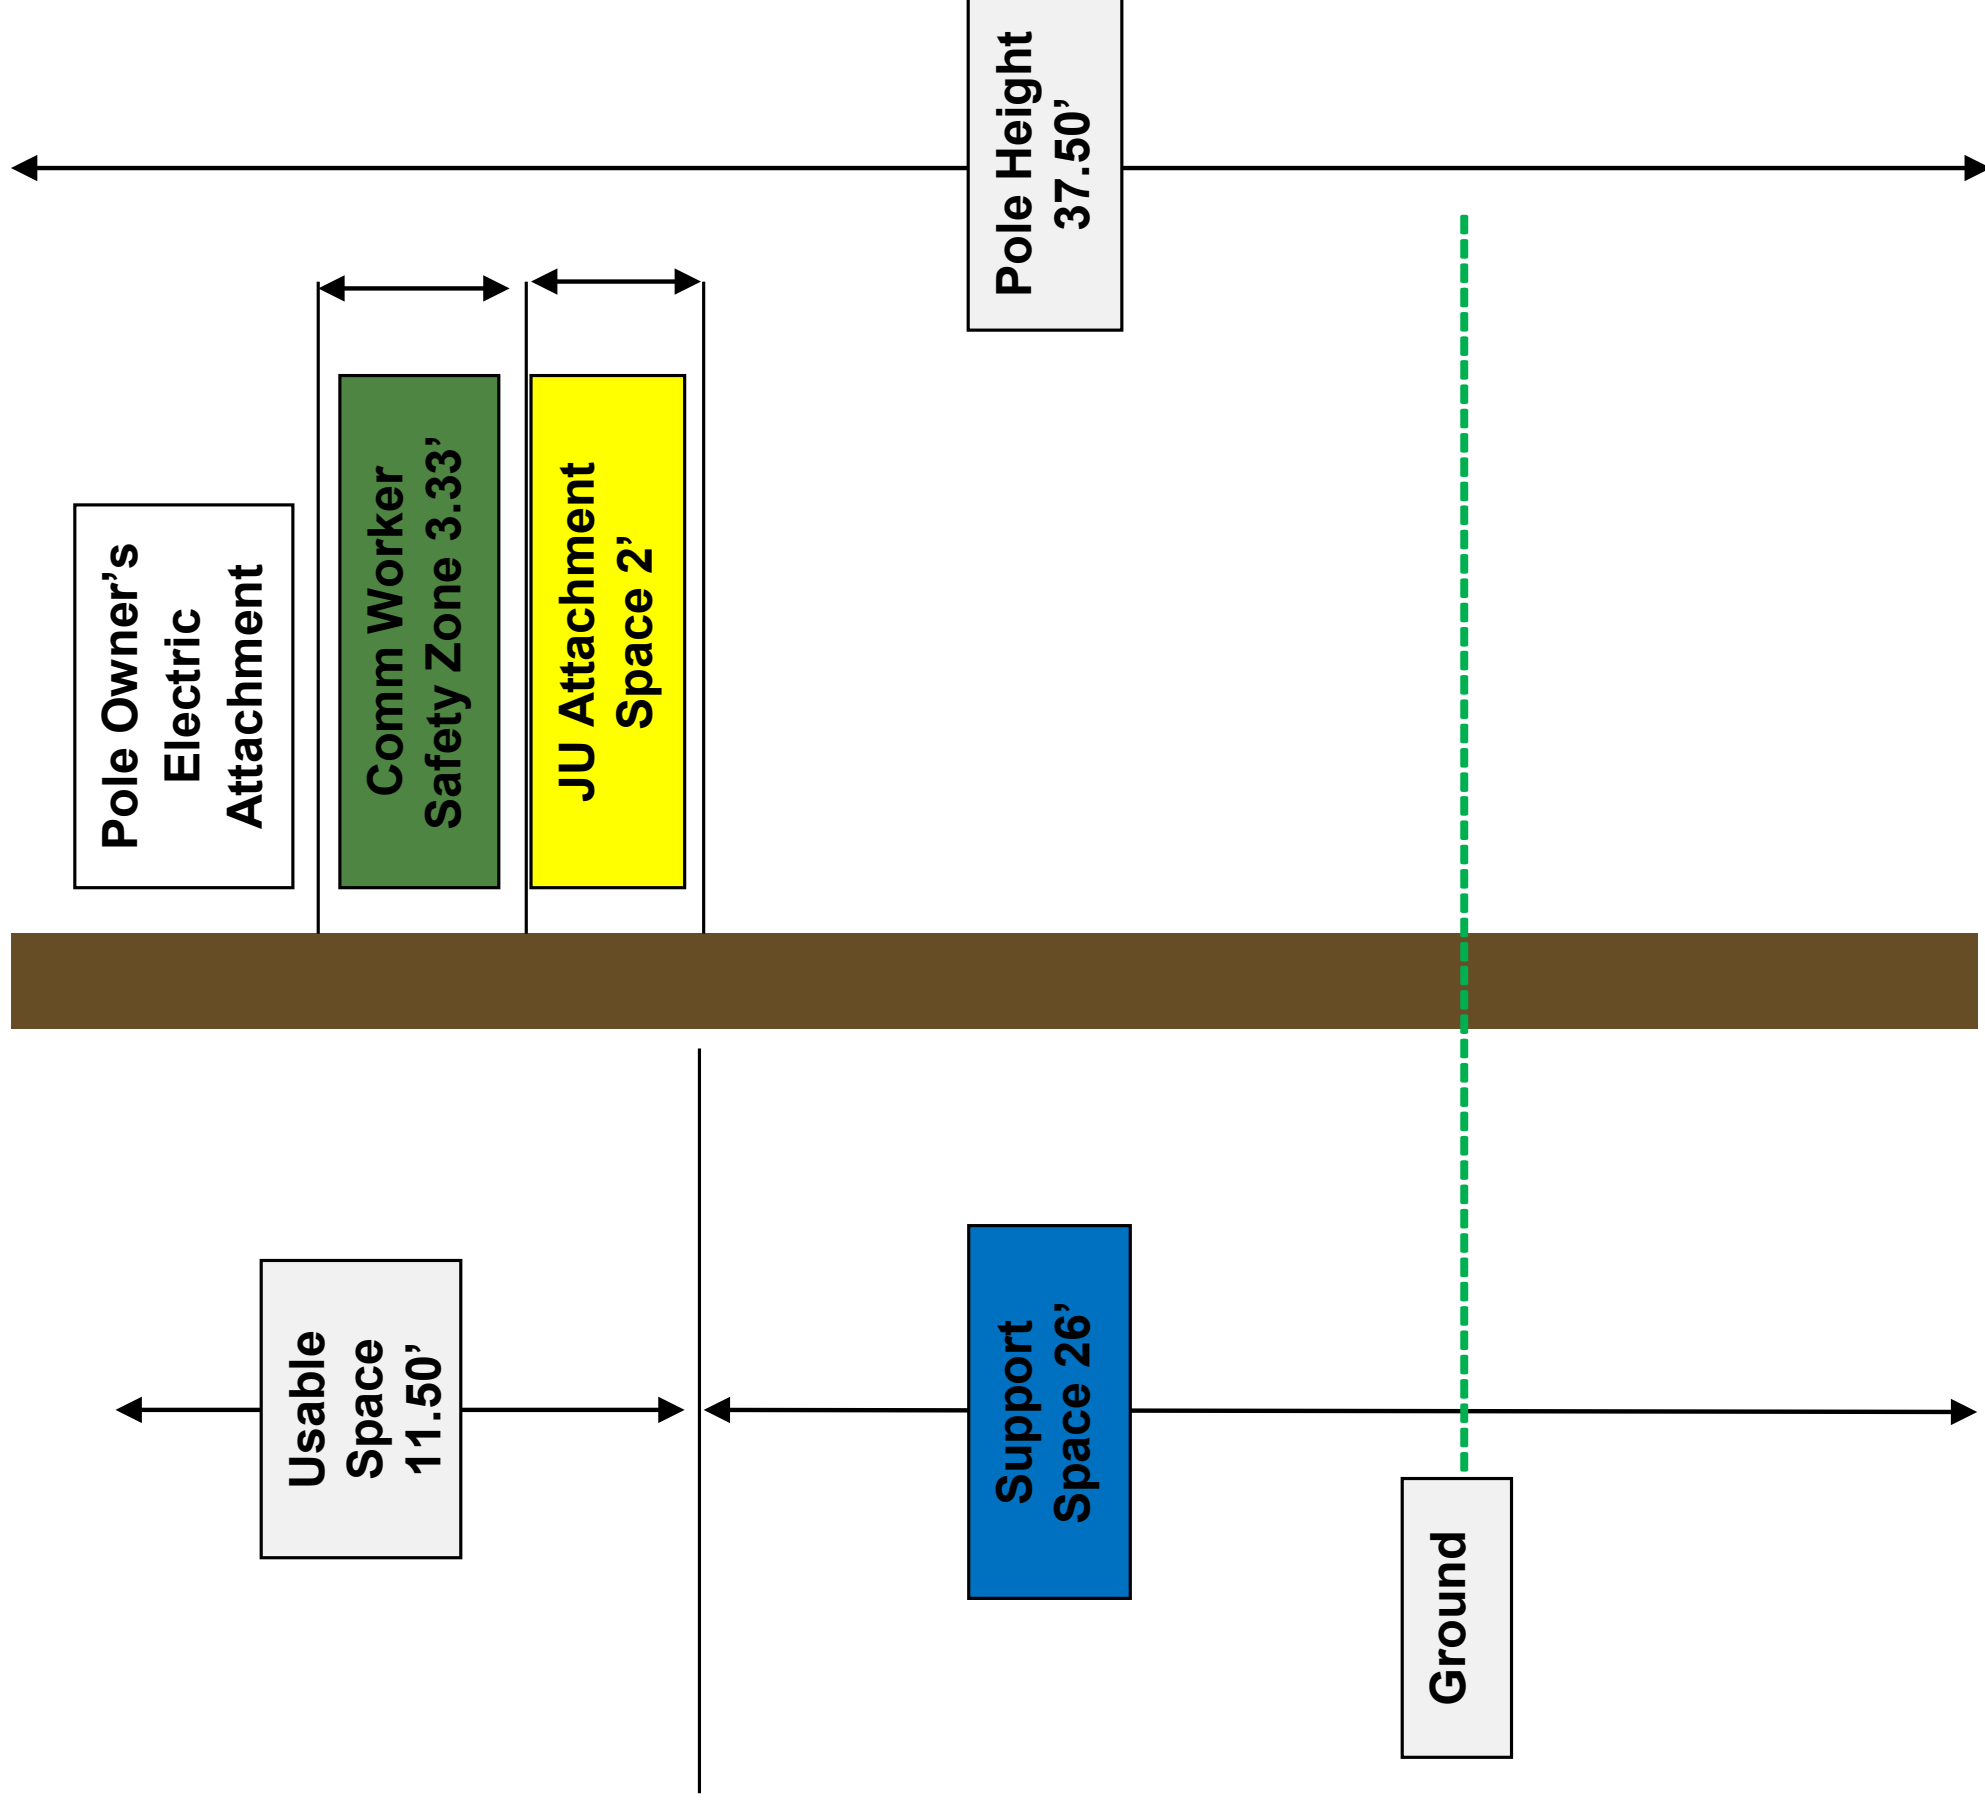 Pole Height
37.50’
Pole Owner’s
Electric
Attachment
Comm Worker
Safety Zone 3.33’
JU Attachment
Space 2’
Usable
Space
11.50’
Support
Space 26’
Ground